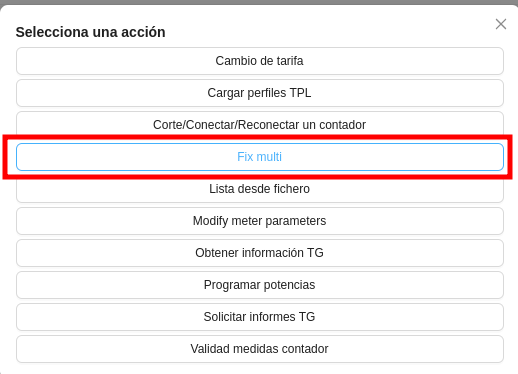 Selecciona una acción
Cambio de tarifa
Cargar perfiles TPL
Corte/Conectar/Reconectar un contador
Fix multi
Lista desde fichero
Modify meter parameters
Obtener información TG
Programar potencias
Solicitar informes TG
Validad medidas contador